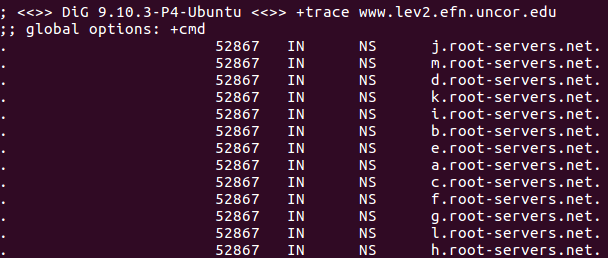 ; <<>> DiG 9.10.3-P4-Ubuntu <<>> +trace www.lev2.efn.uncor.edu
;; global options: +cmd
. 52867 IN NS j.root-servers.net.
. 52867 IN NS m.root-servers.net.
. 52867 IN NS d.root-servers.net.
. 52867 IN NS k.root-servers.net.
. 52867 IN NS i.root-servers.net.
. 52867 IN NS b.root-servers.net.
. 52867 IN NS e.root-servers.net.
. 52867 IN NS a.root-servers.net.
. 52867 IN NS c.root-servers.net.
. 52867 IN NS f.root-servers.net.
. 52867 IN NS g.root-servers.net.
. 52867 IN NS l.root-servers.net.
. 52867 IN NS h.root-servers.net.